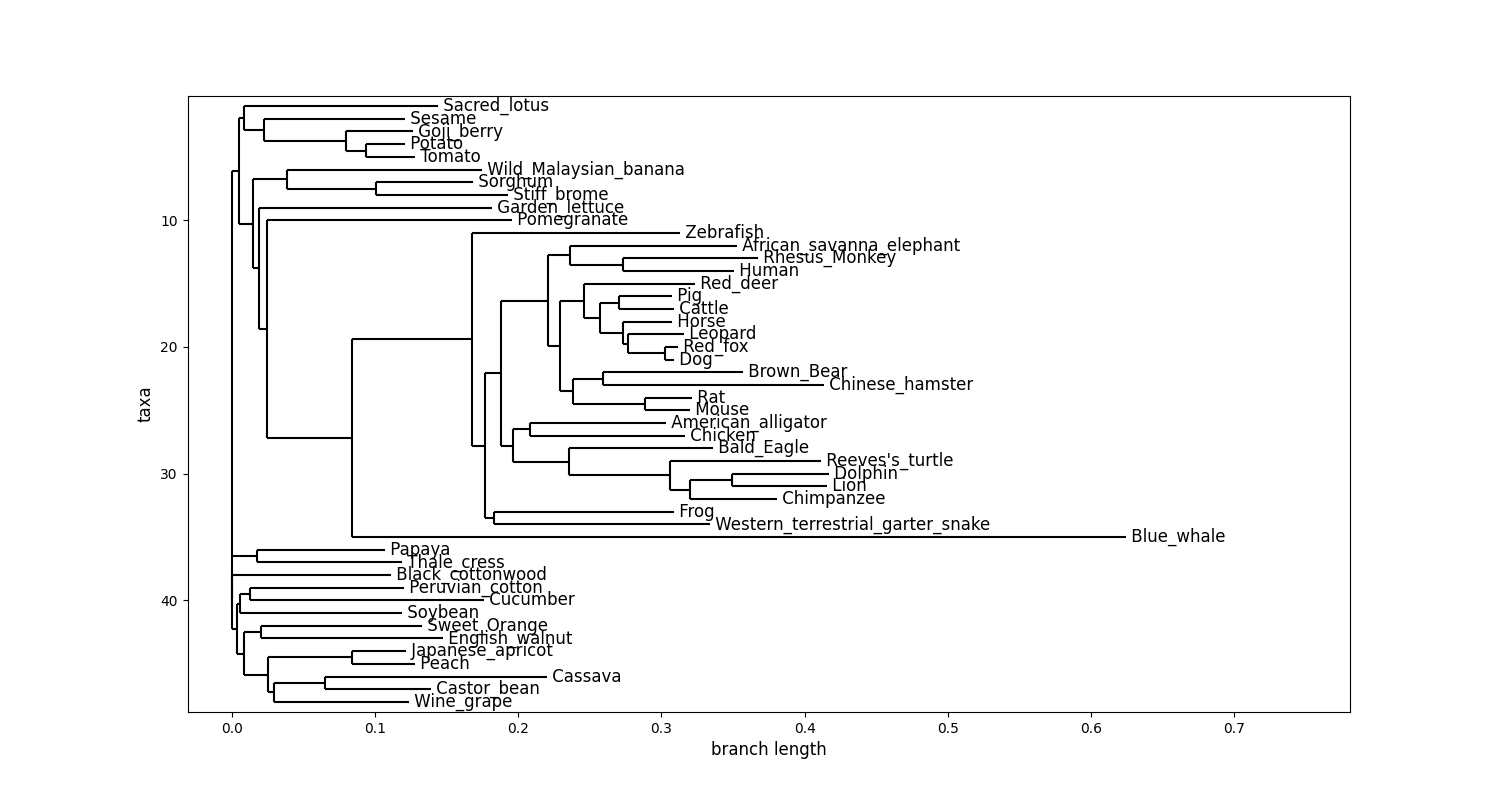 Sacred_lotus
Sesame
Goji_berry
Potato
Tomato
Wild_Malaysian_banana
Sorghum
Stiff_brome
Garden_lettuce
10
Pomegranate
Zebrafish
African_savanna_elephant
Rhesus_Monkey
Human
Red_deer
Pig
Cattle
Horse
Leopard
20
Red_fox
Dog
Brown_Bear
Chinese_hamster
taxa
Rat
Mouse
American_alligator
Chicken
Bald_Eagle
Reeves's_turtle
30
Dolphin
Lion
Chimpanzee
Frog
Western_terrestrial_garter_snake
Blue_whale
Papaya
Thale_cress
Black_cottonwood
Peruvian_cotton
40
Cucumber
Soybean
Sweet_Orange
English_walnut
Japanese_apricot
Peach
Cassava
Castor_bean
Wine_grape
0.0 0.1 0.2 0.3 0.4 0.5 0.6 0.7
branch length